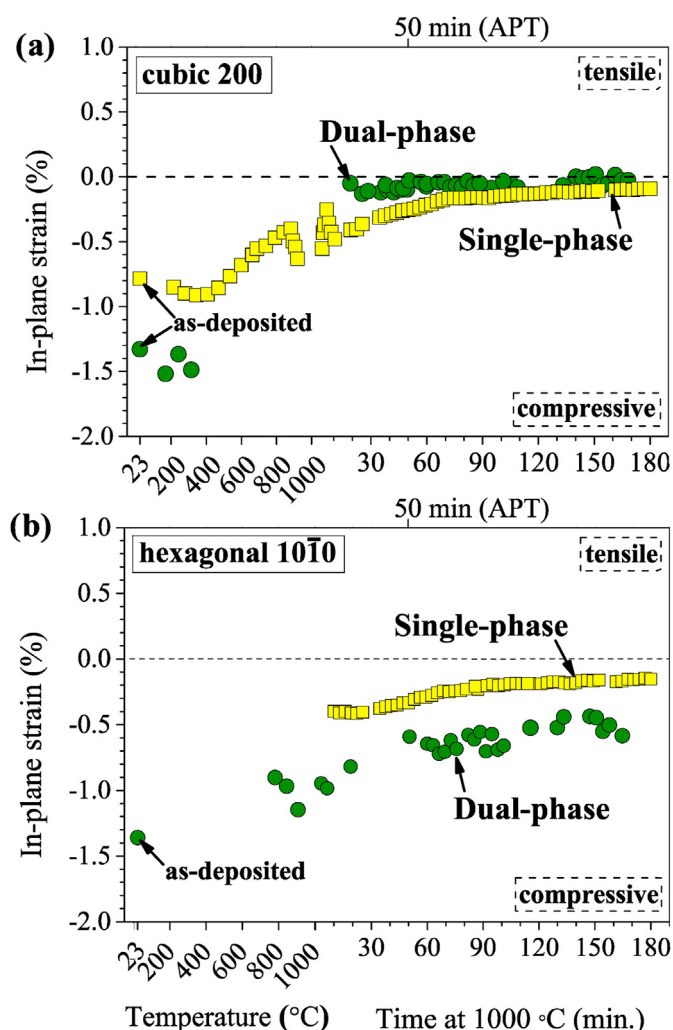 50 min (APT)
(a)
cubic 200
tensile
Dual-phase
Single-phase
as-deposited
compressive
In-plane strain (%)
1.0
0.5
0.0
-0.5
-1.0
-1.5
-2.0
23 200 400 600 800 1000 30 60 90 120 150 180
50 min (APT)
(b)
hexagonal 101̅0
tensile
Single-phase
Dual-phase
as-deposited
compressive
In-plane strain (%)
1.0
0.5
0.0
-0.5
-1.0
-1.5
-2.0
23 200 400 600 800 1000 30 60 90 120 150 180
Temperature (°C) Time at 1000 °C (min.)